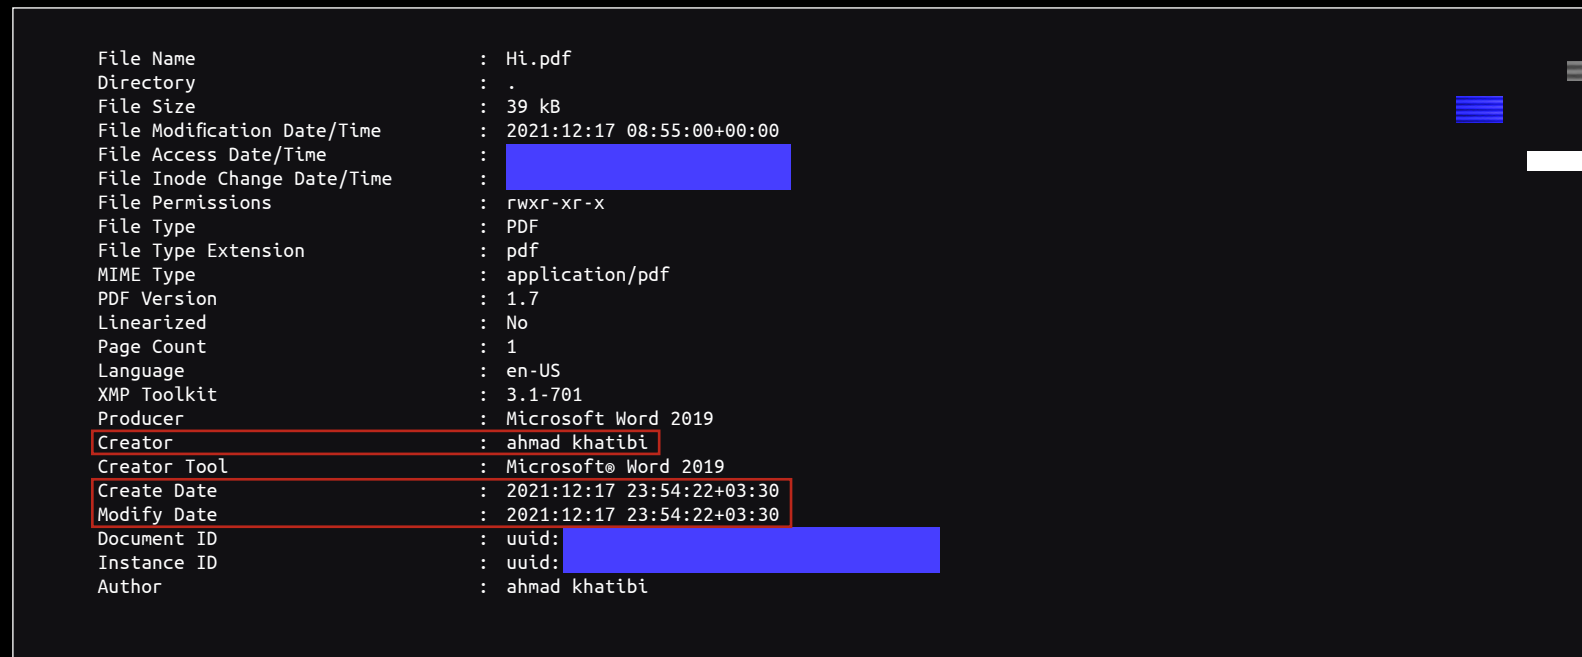 File Name : Hi.pdf
Directory : .
File Size : 39 kB
File Modification Date/Time : 2021:12:17 08:55:00+00:00
File Access Date/Time :
File Inode Change Date/Time :
File Permissions : rwxr-xr-x
File Type : PDF
File Type Extension : pdf
MIME Type : application/pdf
PDF Version : 1.7
Linearized : No
Page Count : 1
Language : en-US
XMP Toolkit : 3.1-701
Producer : Microsoft Word 2019
Creator : ahmad khatibi
Creator Tool : Microsoft® Word 2019
Create Date : 2021:12:17 23:54:22+03:30
Modify Date : 2021:12:17 23:54:22+03:30
Document ID : uuid:
Instance ID : uuid:
Author : ahmad khatibi